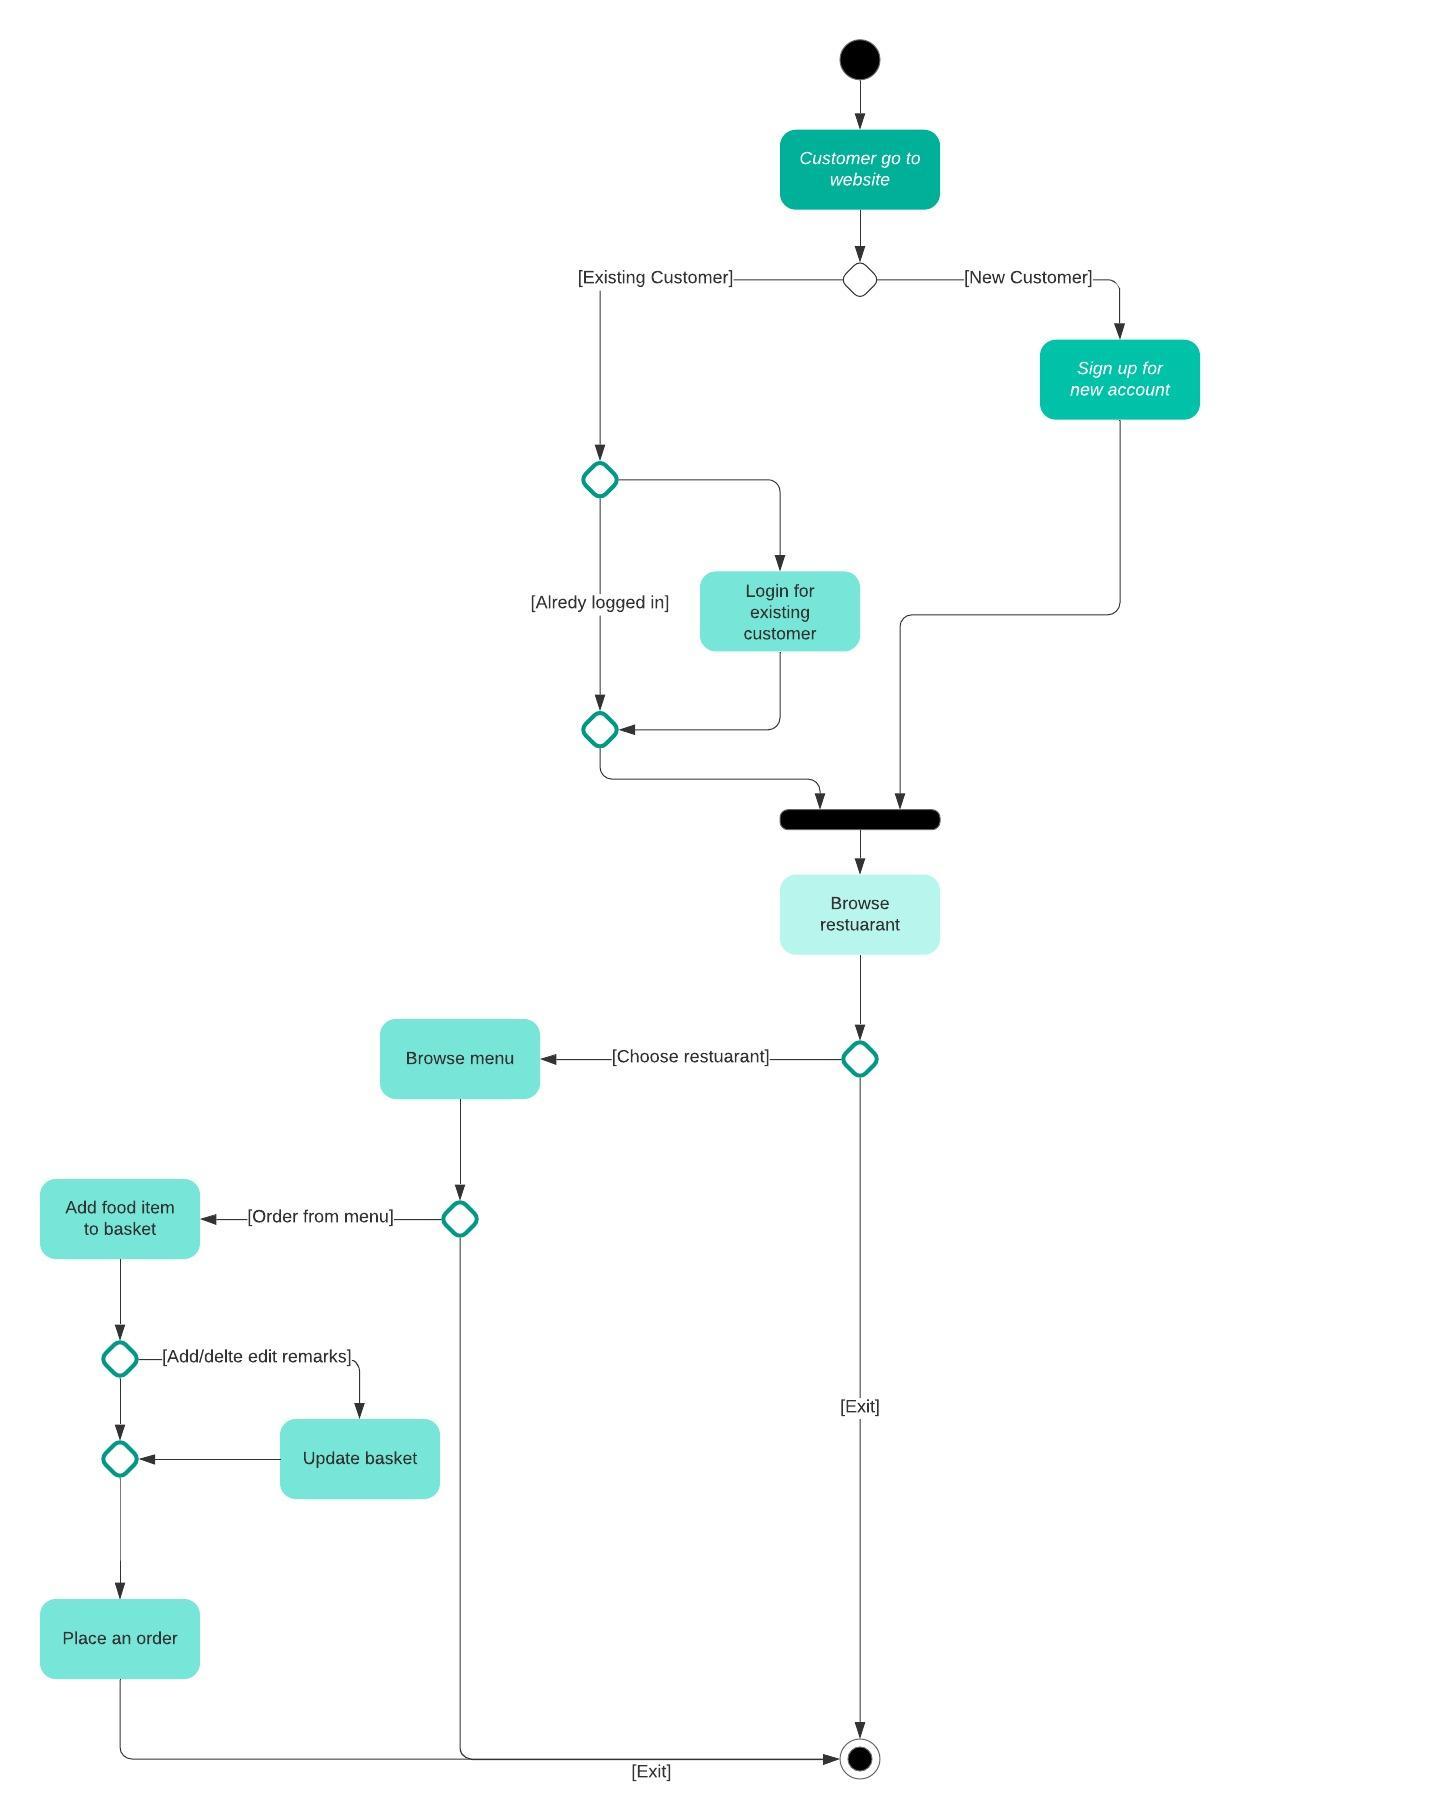 Customer go to
website
[Existing Customer]
[New Customer]
Sign up for
new account
[Alredy logged in]
Login for
existing
customer
Browse
restuarant
Browse menu
[Choose restuarant]
Add food item
to basket
[Order from menu]
[Add/delte edit remarks]
[Exit]
Update basket
Place an order
[Exit]